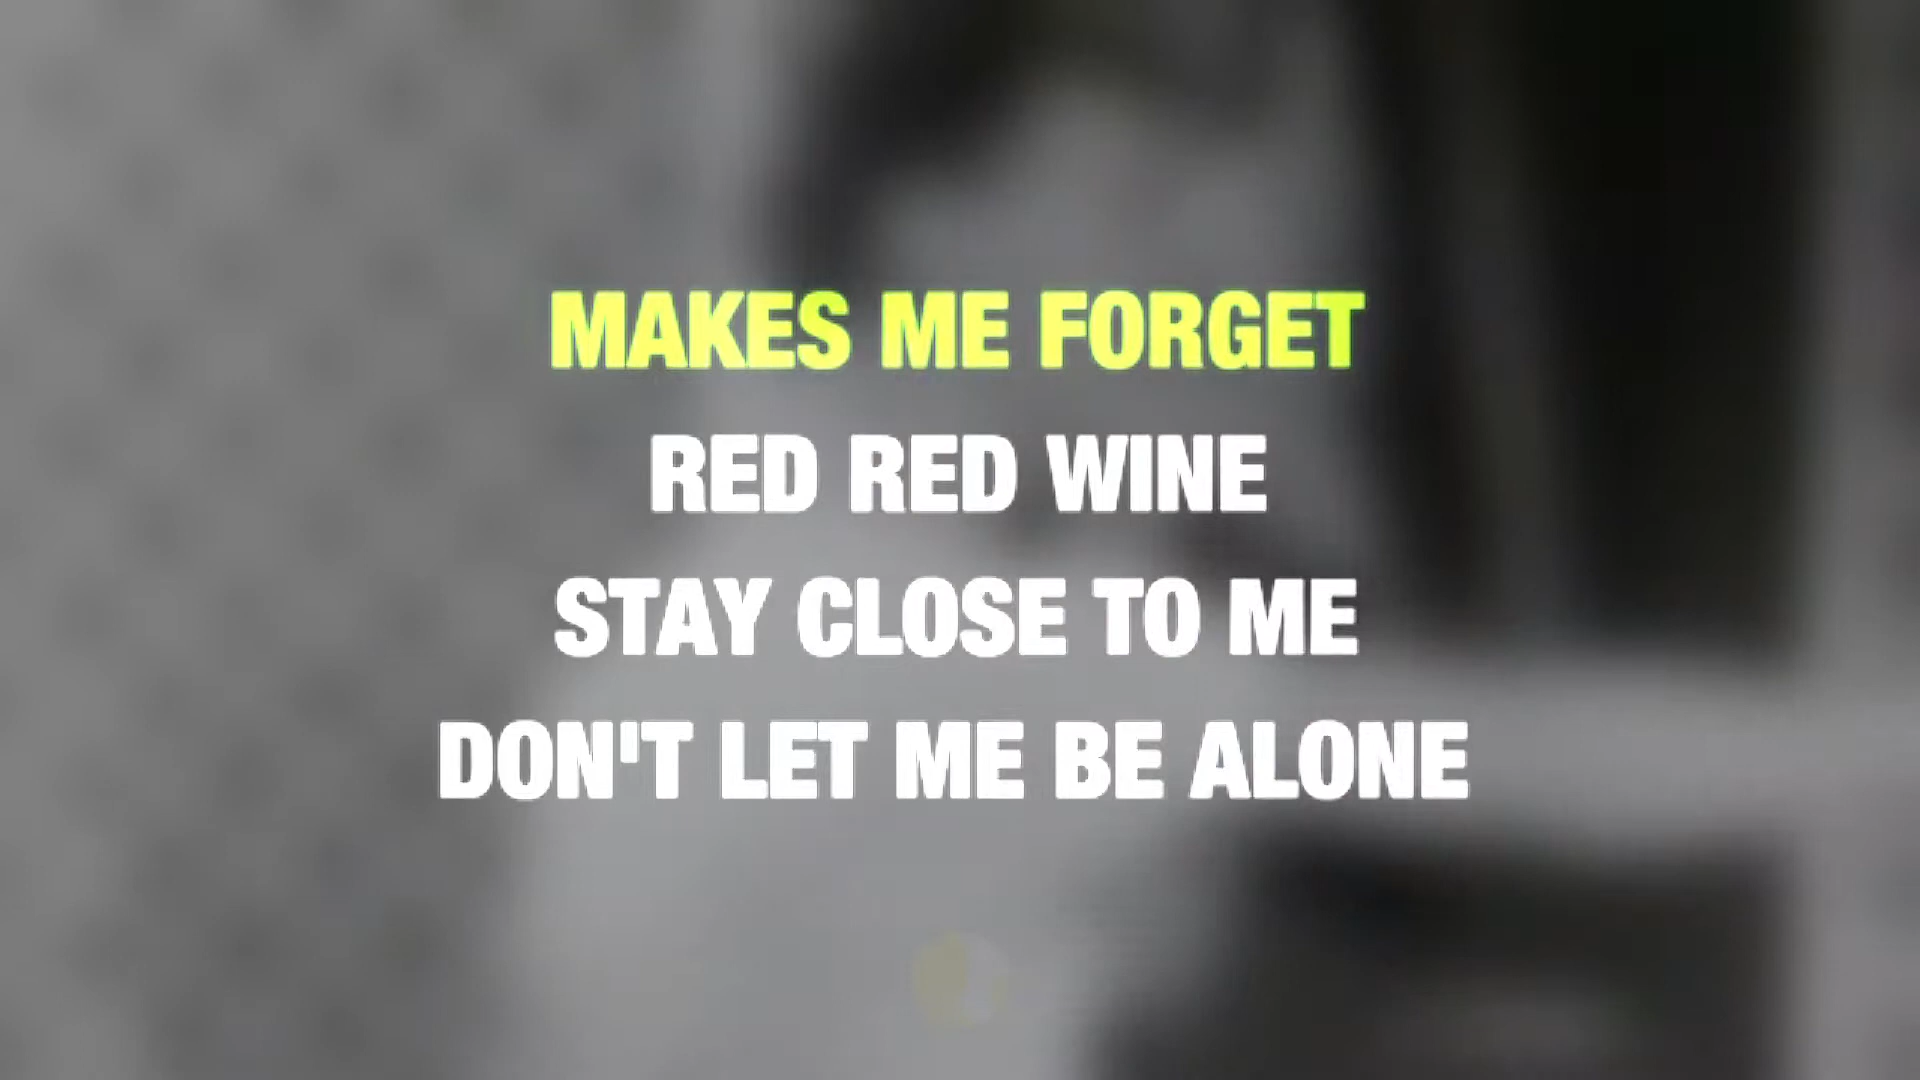 MAKES ME FORGET
RED RED WINE
STAY CLOSE TO ME
DON'T LET ME BE ALONE